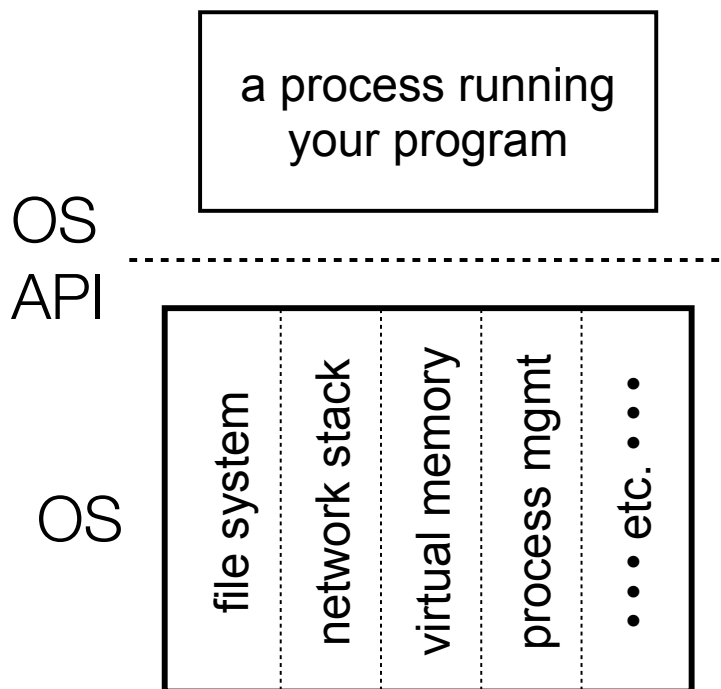 a process running
your program
OS
API
OS
file system
network stack
virtual memory
process mgmt
• • • etc. • • •